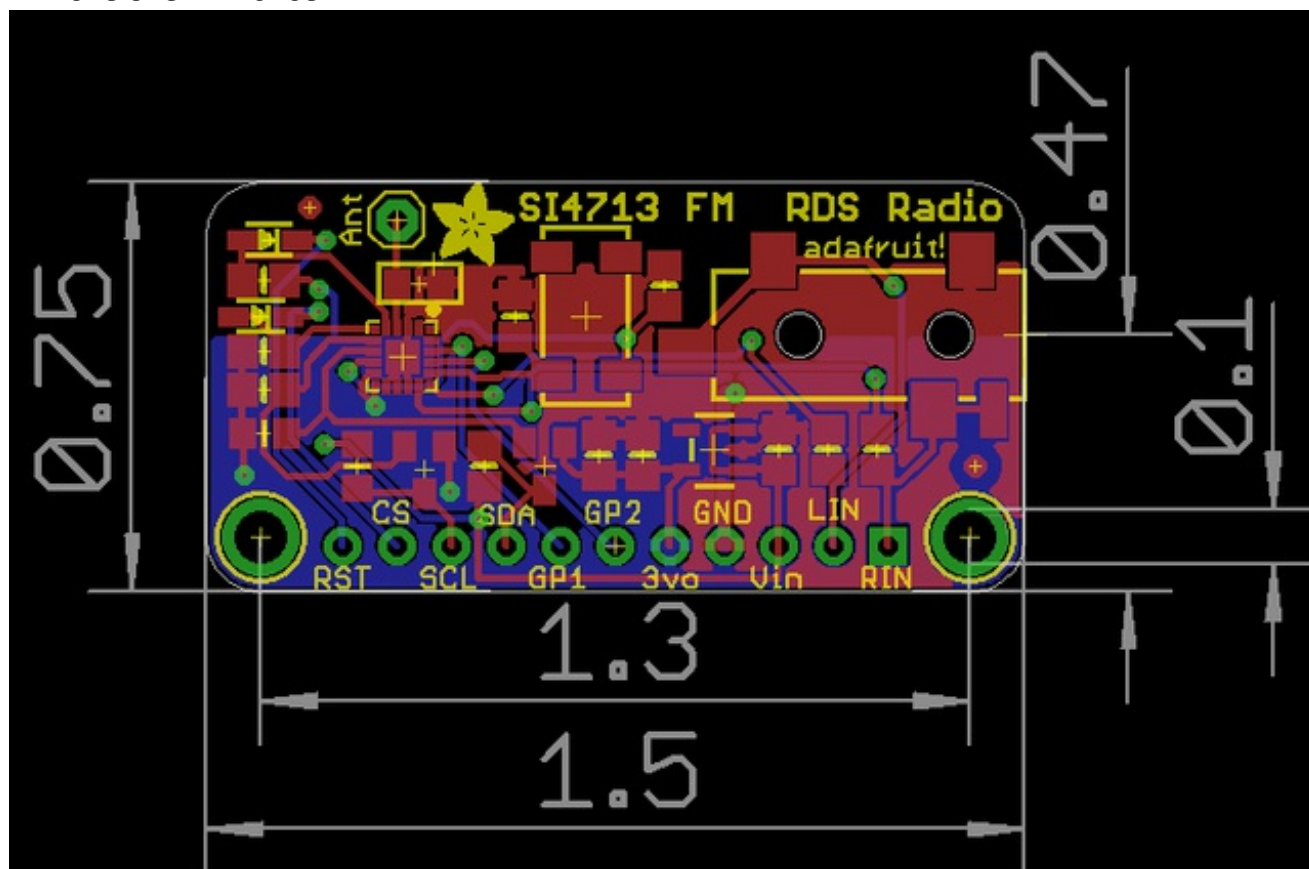 0.47
Ant
SI4713 FM RDS Radio
adafruit!
0.75
0.1
CS SDA GP2 GND LIN
RST SCL GP1 3vo Vin RIN
1.3
1.5